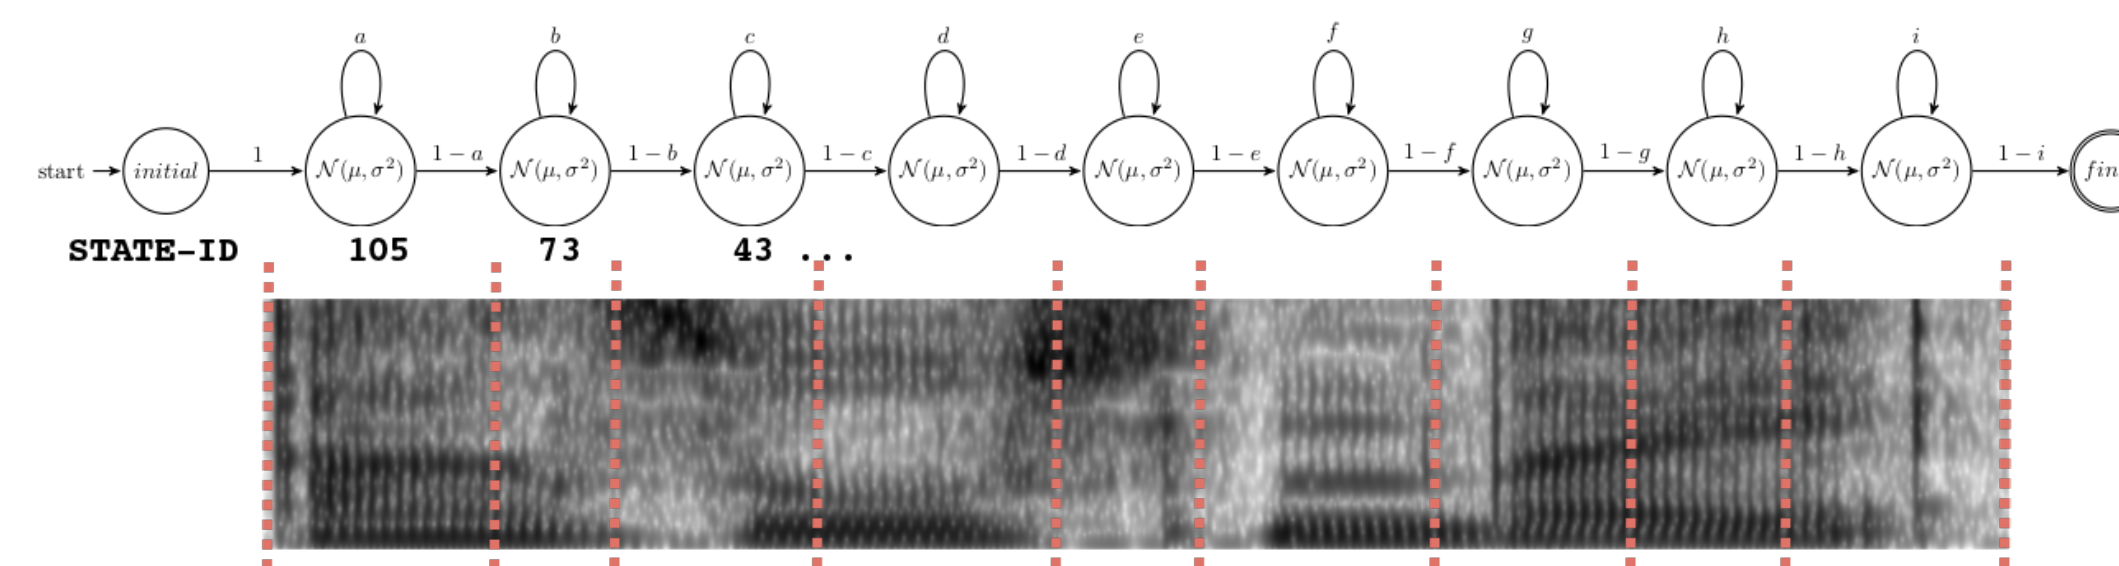 a b c d e f g h i
1 1 − a 1 − b 1 − c 1 − d 1 − e 1 − f 1 − g 1 − h 1 − i
start initial N(μ, σ²) N(μ, σ²) N(μ, σ²) N(μ, σ²) N(μ, σ²) N(μ, σ²) N(μ, σ²) N(μ, σ²) N(μ, σ²) fin
STATE-ID 105 73 43 ...